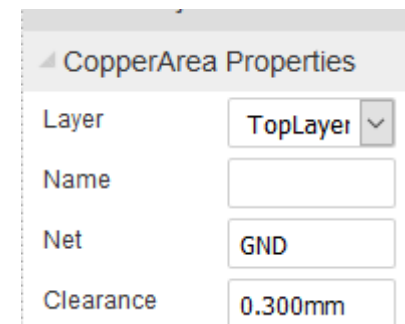 CopperArea Properties
Layer TopLayer
Name
Net GND
Clearance 0.300mm